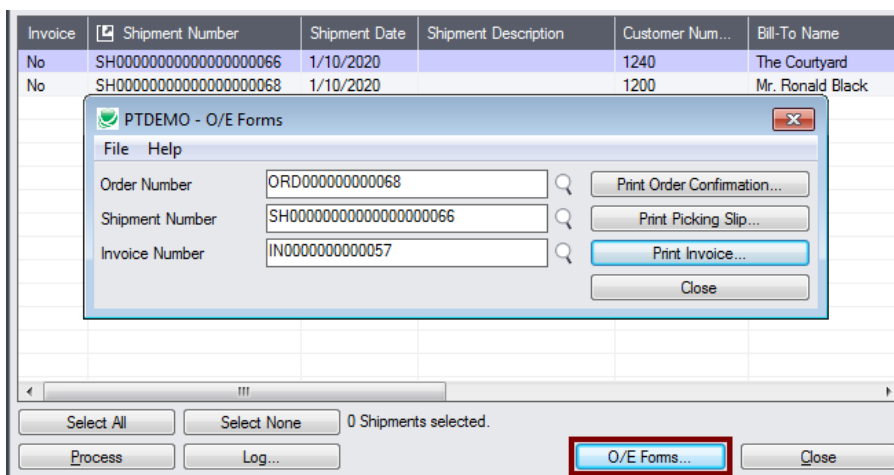 Invoice Shipment Number Shipment Date Shipment Description Customer Num... Bill-To Name
No SH00000000000000000066 1/10/2020 1240 The Courtyard
No SH00000000000000000068 1/10/2020 1200 Mr. Ronald Black
PTDEMO - O/E Forms
File Help
Order Number ORD000000000068 Print Order Confirmation...
Shipment Number SH00000000000000000066 Print Picking Slip...
Invoice Number IN0000000000057 Print Invoice...
Close
Select All Select None 0 Shipments selected.
Process Log... O/E Forms... Close